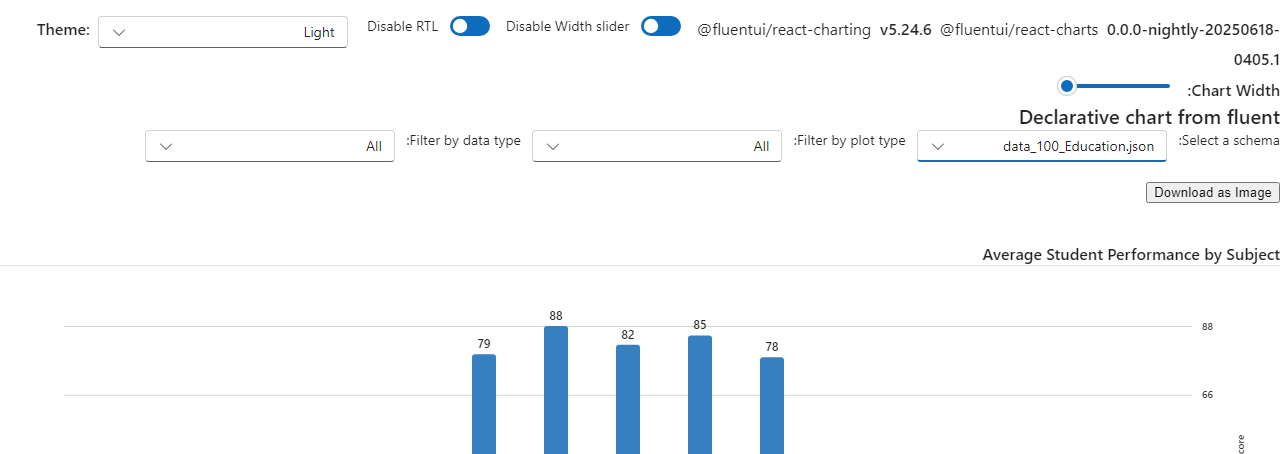 Theme:
Light
Disable RTL
Disable Width slider
@fluentui/react-charting v5.24.6 @fluentui/react-charts 0.0.0-nightly-20250618-
0405.1
:Chart Width
Declarative chart from fluent
:Select a schema
data_100_Education.json
:Filter by plot type
All
:Filter by data type
All
Download as Image
Average Student Performance by Subject
88
79
88
82
85
78
66